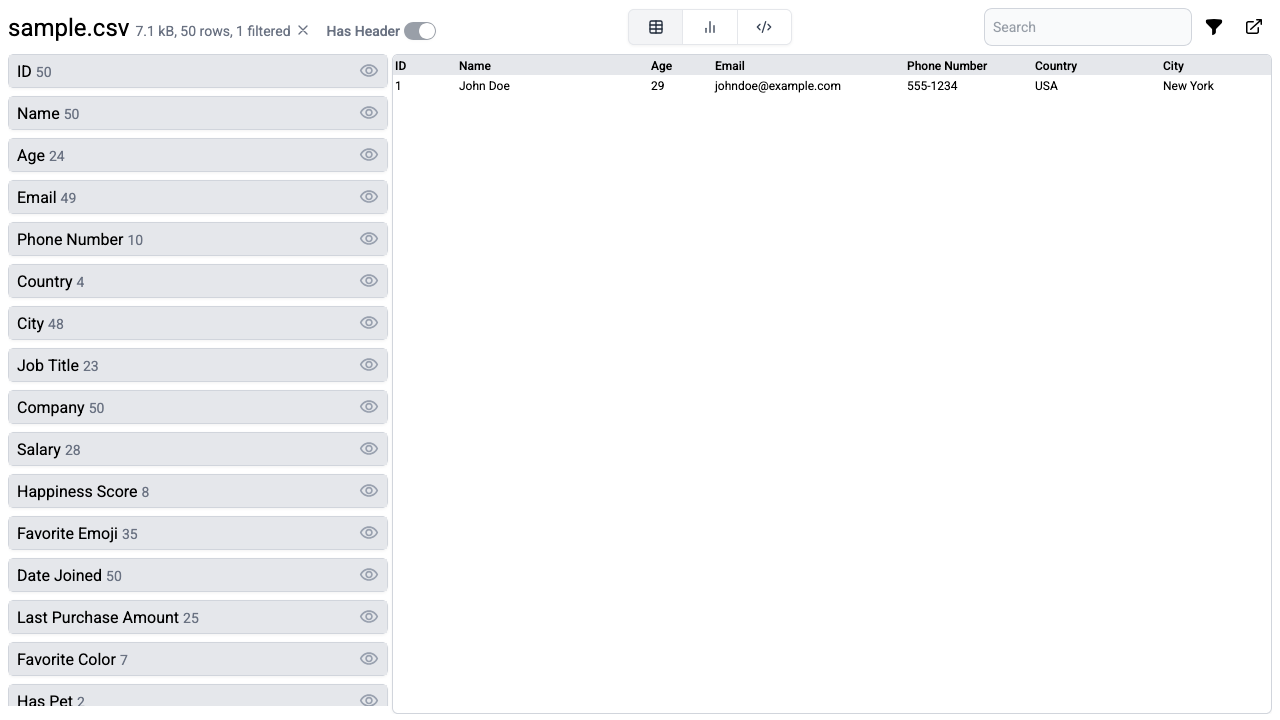 sample.csv 7.1 kB, 50 rows, 1 filtered Has Header
Search
ID 50
Name 50
Age 24
Email 49
Phone Number 10
Country 4
City 48
Job Title 23
Company 50
Salary 28
Happiness Score 8
Favorite Emoji 35
Date Joined 50
Last Purchase Amount 25
Favorite Color 7
Has Pet 2
ID Name Age Email Phone Number Country City
1 John Doe 29 johndoe@example.com 555-1234 USA New York